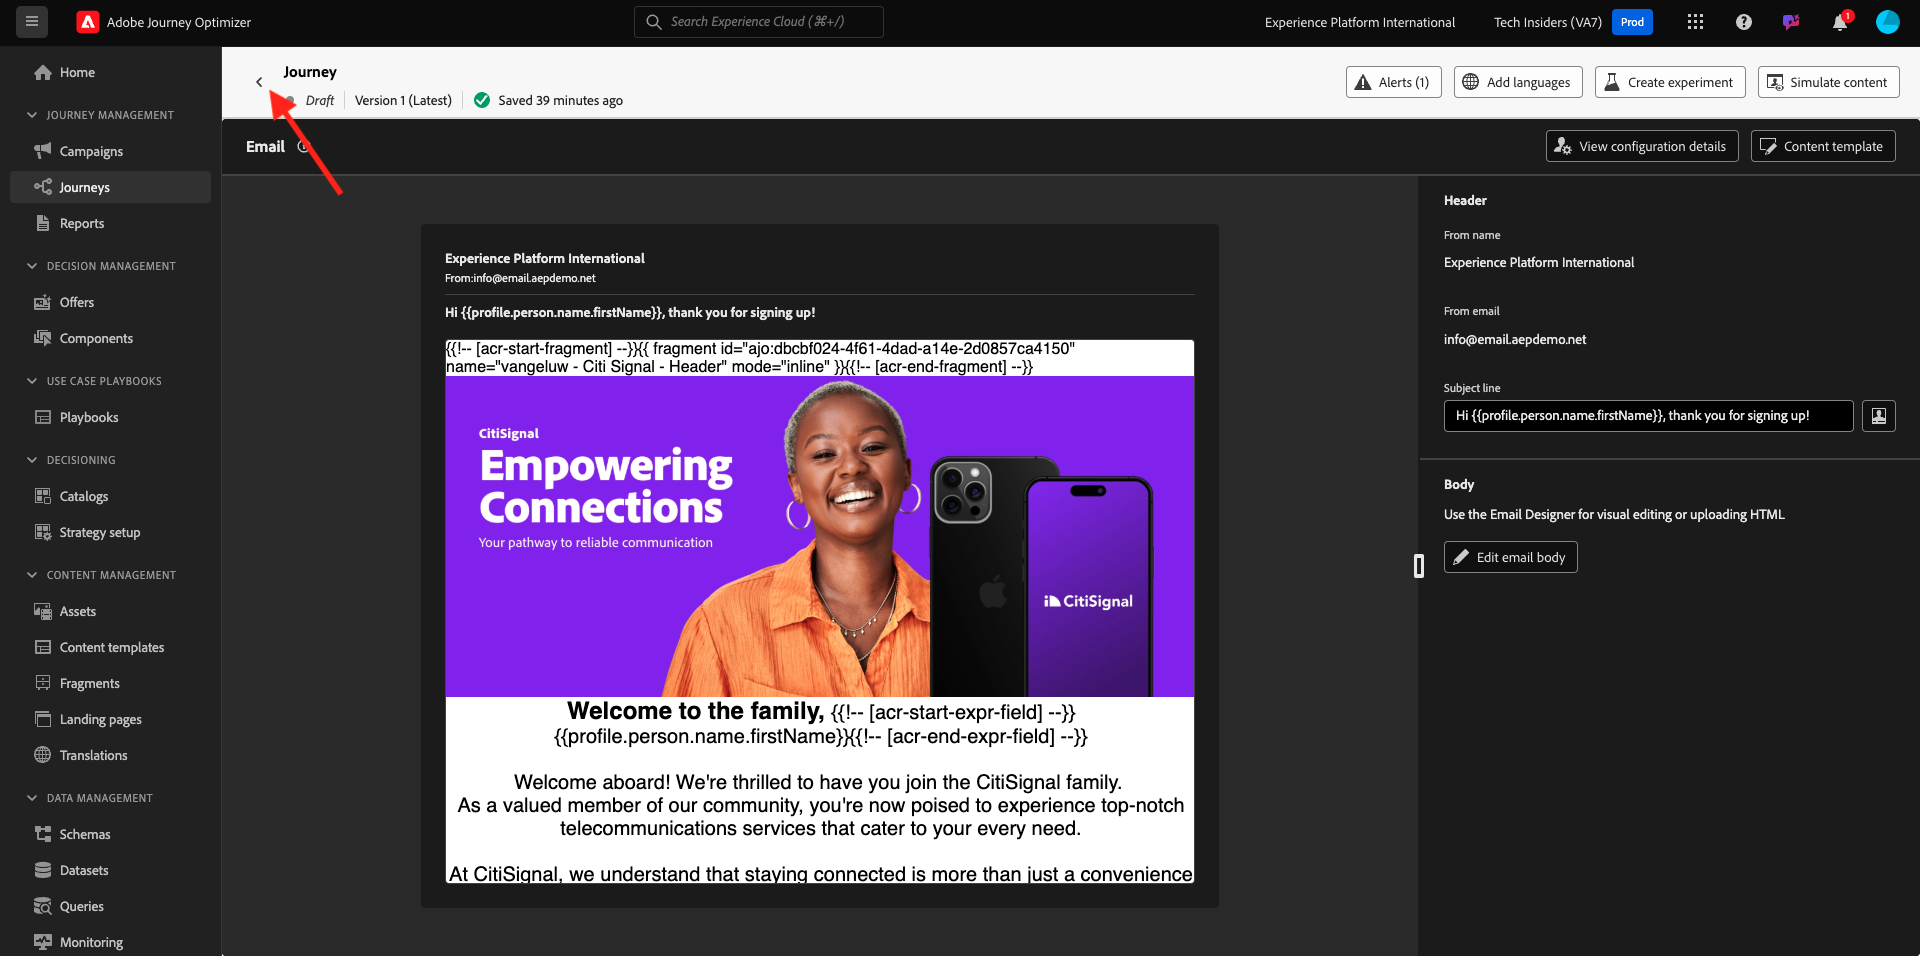 Adobe Journey Optimizer
Search Experience Cloud (⌘+/)
Experience Platform International
Tech Insiders (VA7)
Prod
1
Home
JOURNEY MANAGEMENT
Campaigns
Journeys
Reports
DECISION MANAGEMENT
Offers
Components
USE CASE PLAYBOOKS
Playbooks
DECISIONING
Catalogs
Strategy setup
CONTENT MANAGEMENT
Assets
Content templates
Fragments
Landing pages
Translations
DATA MANAGEMENT
Schemas
Datasets
Queries
Monitoring
Journey
Draft
Version 1 (Latest)
Saved 39 minutes ago
Alerts (1)
Add languages
Create experiment
Simulate content
Email
View configuration details
Content template
Experience Platform International
From:info@email.aepdemo.net
Hi {{profile.person.name.firstName}}, thank you for signing up!
{{!-- [acr-start-fragment] --}}{{ fragment id="ajo:dbcbf024-4f61-4dad-a14e-2d0857ca4150"
name="vangeluw - Citi Signal - Header" mode="inline" }}{{!-- [acr-end-fragment] --}}
CitiSignal
Empowering
Connections
Your pathway to reliable communication
CitiSignal
Welcome to the family, {{!-- [acr-start-expr-field] --}}
{{profile.person.name.firstName}}{{!-- [acr-end-expr-field] --}}
Welcome aboard! We're thrilled to have you join the CitiSignal family.
As a valued member of our community, you're now poised to experience top-notch
telecommunications services that cater to your every need.
At CitiSignal, we understand that staying connected is more than just a convenience
Header
From name
Experience Platform International
From email
info@email.aepdemo.net
Subject line
Hi {{profile.person.name.firstName}}, thank you for signing up!
Body
Use the Email Designer for visual editing or uploading HTML
Edit email body